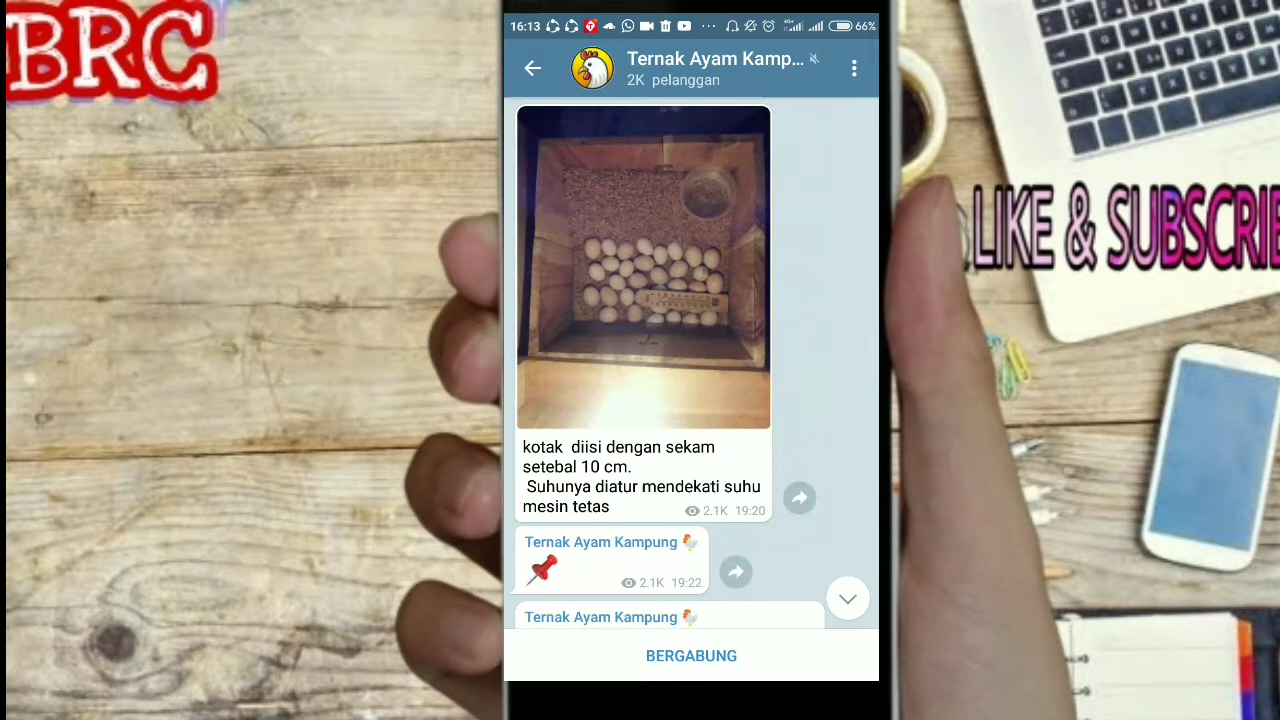 BRC
16:13
66%
Ternak Ayam Kamp...
2K pelanggan
LIKE & SUBSCRIB
kotak diisi dengan sekam
setebal 10 cm.
Suhunya diatur mendekati suhu
mesin tetas
2.1K 19:20
Ternak Ayam Kampung
2.1K 19:22
Ternak Ayam Kampung
BERGABUNG